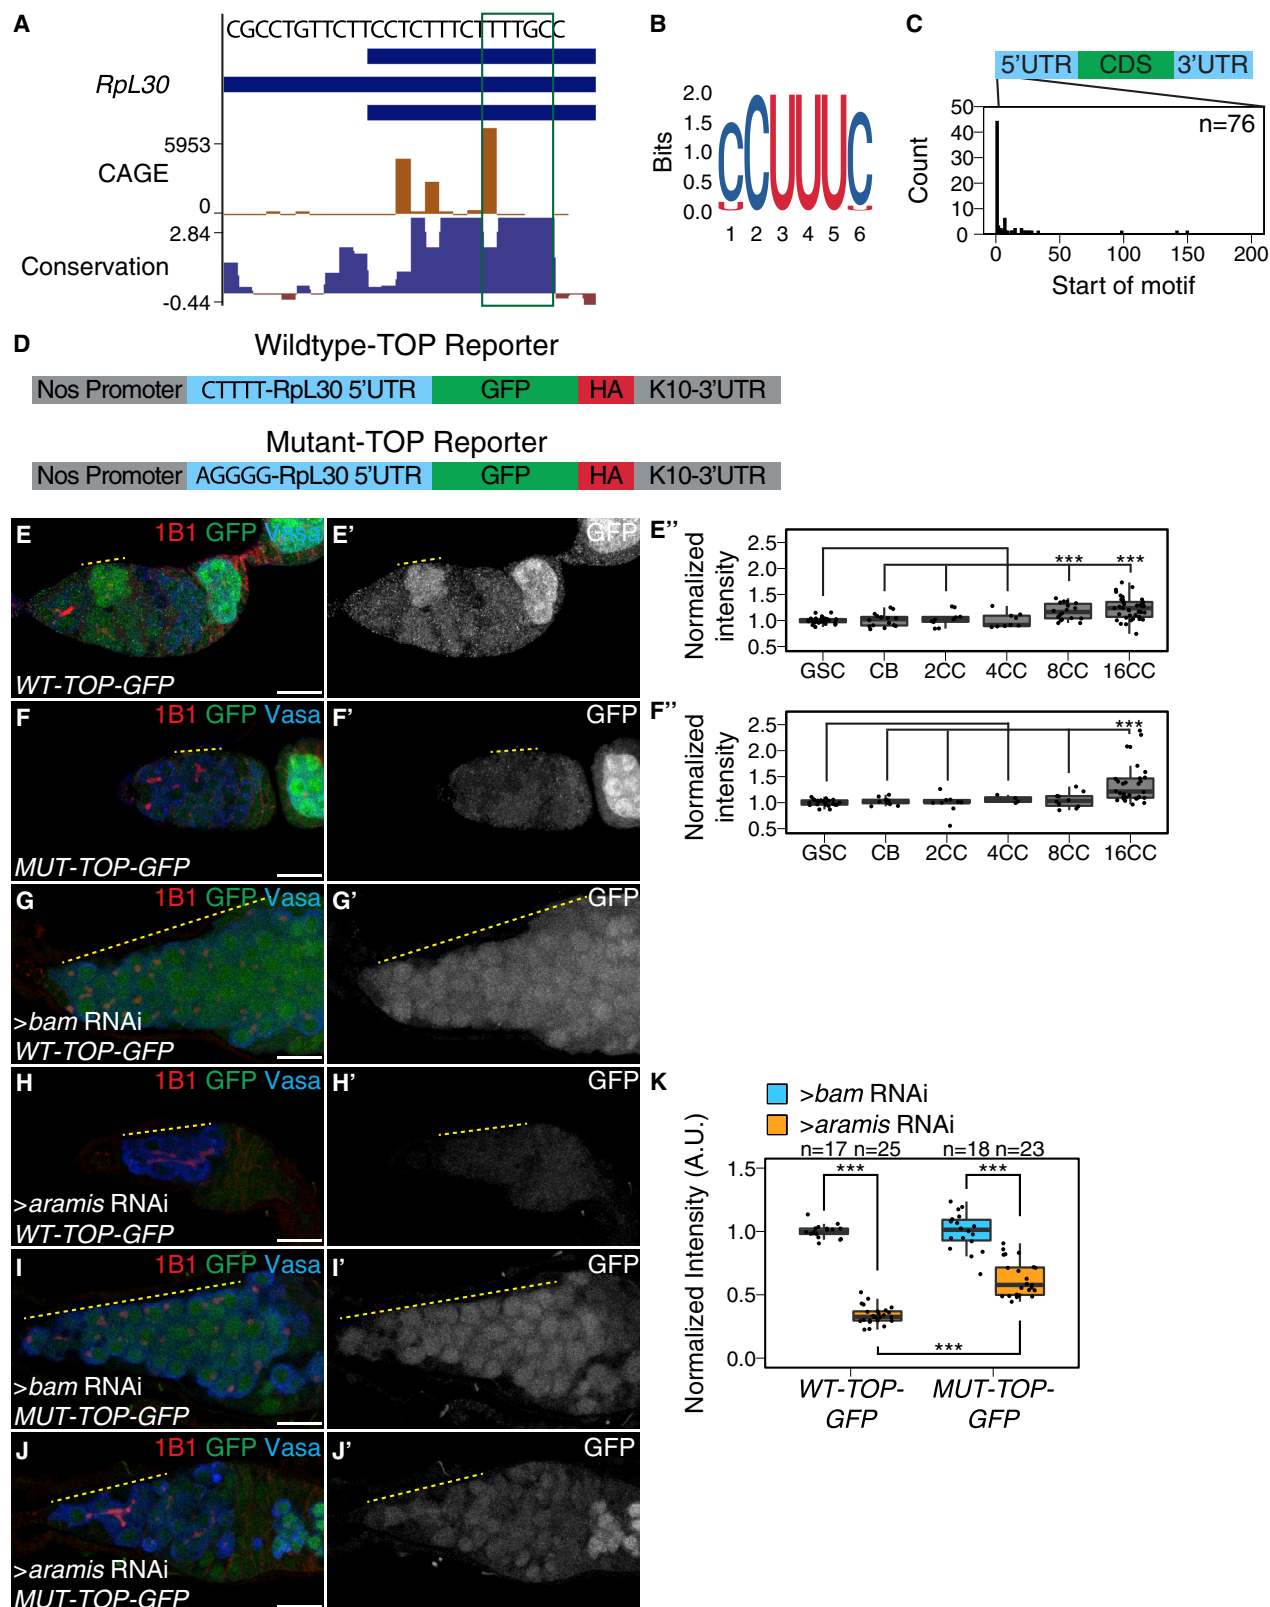 A
CGCCTGTTCTTCCTCTTTCTTTTGCC
RpL30
5953
CAGE
0
2.84
Conservation
-0.44
B
2.0
1.5
1.0
0.5
0.0
Bits
C C U U U C
U U
1 2 3 4 5 6
C
5'UTR CDS 3'UTR
50
40
30
20
10
0
Count
n=76
0 50 100 150 200
Start of motif
D
Wildtype-TOP Reporter
Nos Promoter CTTTT-RpL30 5'UTR GFP HA K10-3'UTR
Mutant-TOP Reporter
Nos Promoter AGGGG-RpL30 5'UTR GFP HA K10-3'UTR
E 1B1 GFP Vasa
WT-TOP-GFP
E' GFP
E''
Normalized
intensity
2.5
2.0
1.5
1.0
0.5
*** ***
GSC CB 2CC 4CC 8CC 16CC
F 1B1 GFP Vasa
MUT-TOP-GFP
F' GFP
F''
Normalized
intensity
2.5
2.0
1.5
1.0
0.5
***
GSC CB 2CC 4CC 8CC 16CC
G 1B1 GFP Vasa
>bam RNAi
WT-TOP-GFP
G' GFP
H 1B1 GFP Vasa
>aramis RNAi
WT-TOP-GFP
H' GFP
I 1B1 GFP Vasa
>bam RNAi
MUT-TOP-GFP
I' GFP
J 1B1 GFP Vasa
>aramis RNAi
MUT-TOP-GFP
J' GFP
K
>bam RNAi
>aramis RNAi
n=17 n=25 n=18 n=23
Normalized Intensity (A.U.)
1.5
1.0
0.5
0.0
*** ***
***
WT-TOP-
GFP
MUT-TOP-
GFP